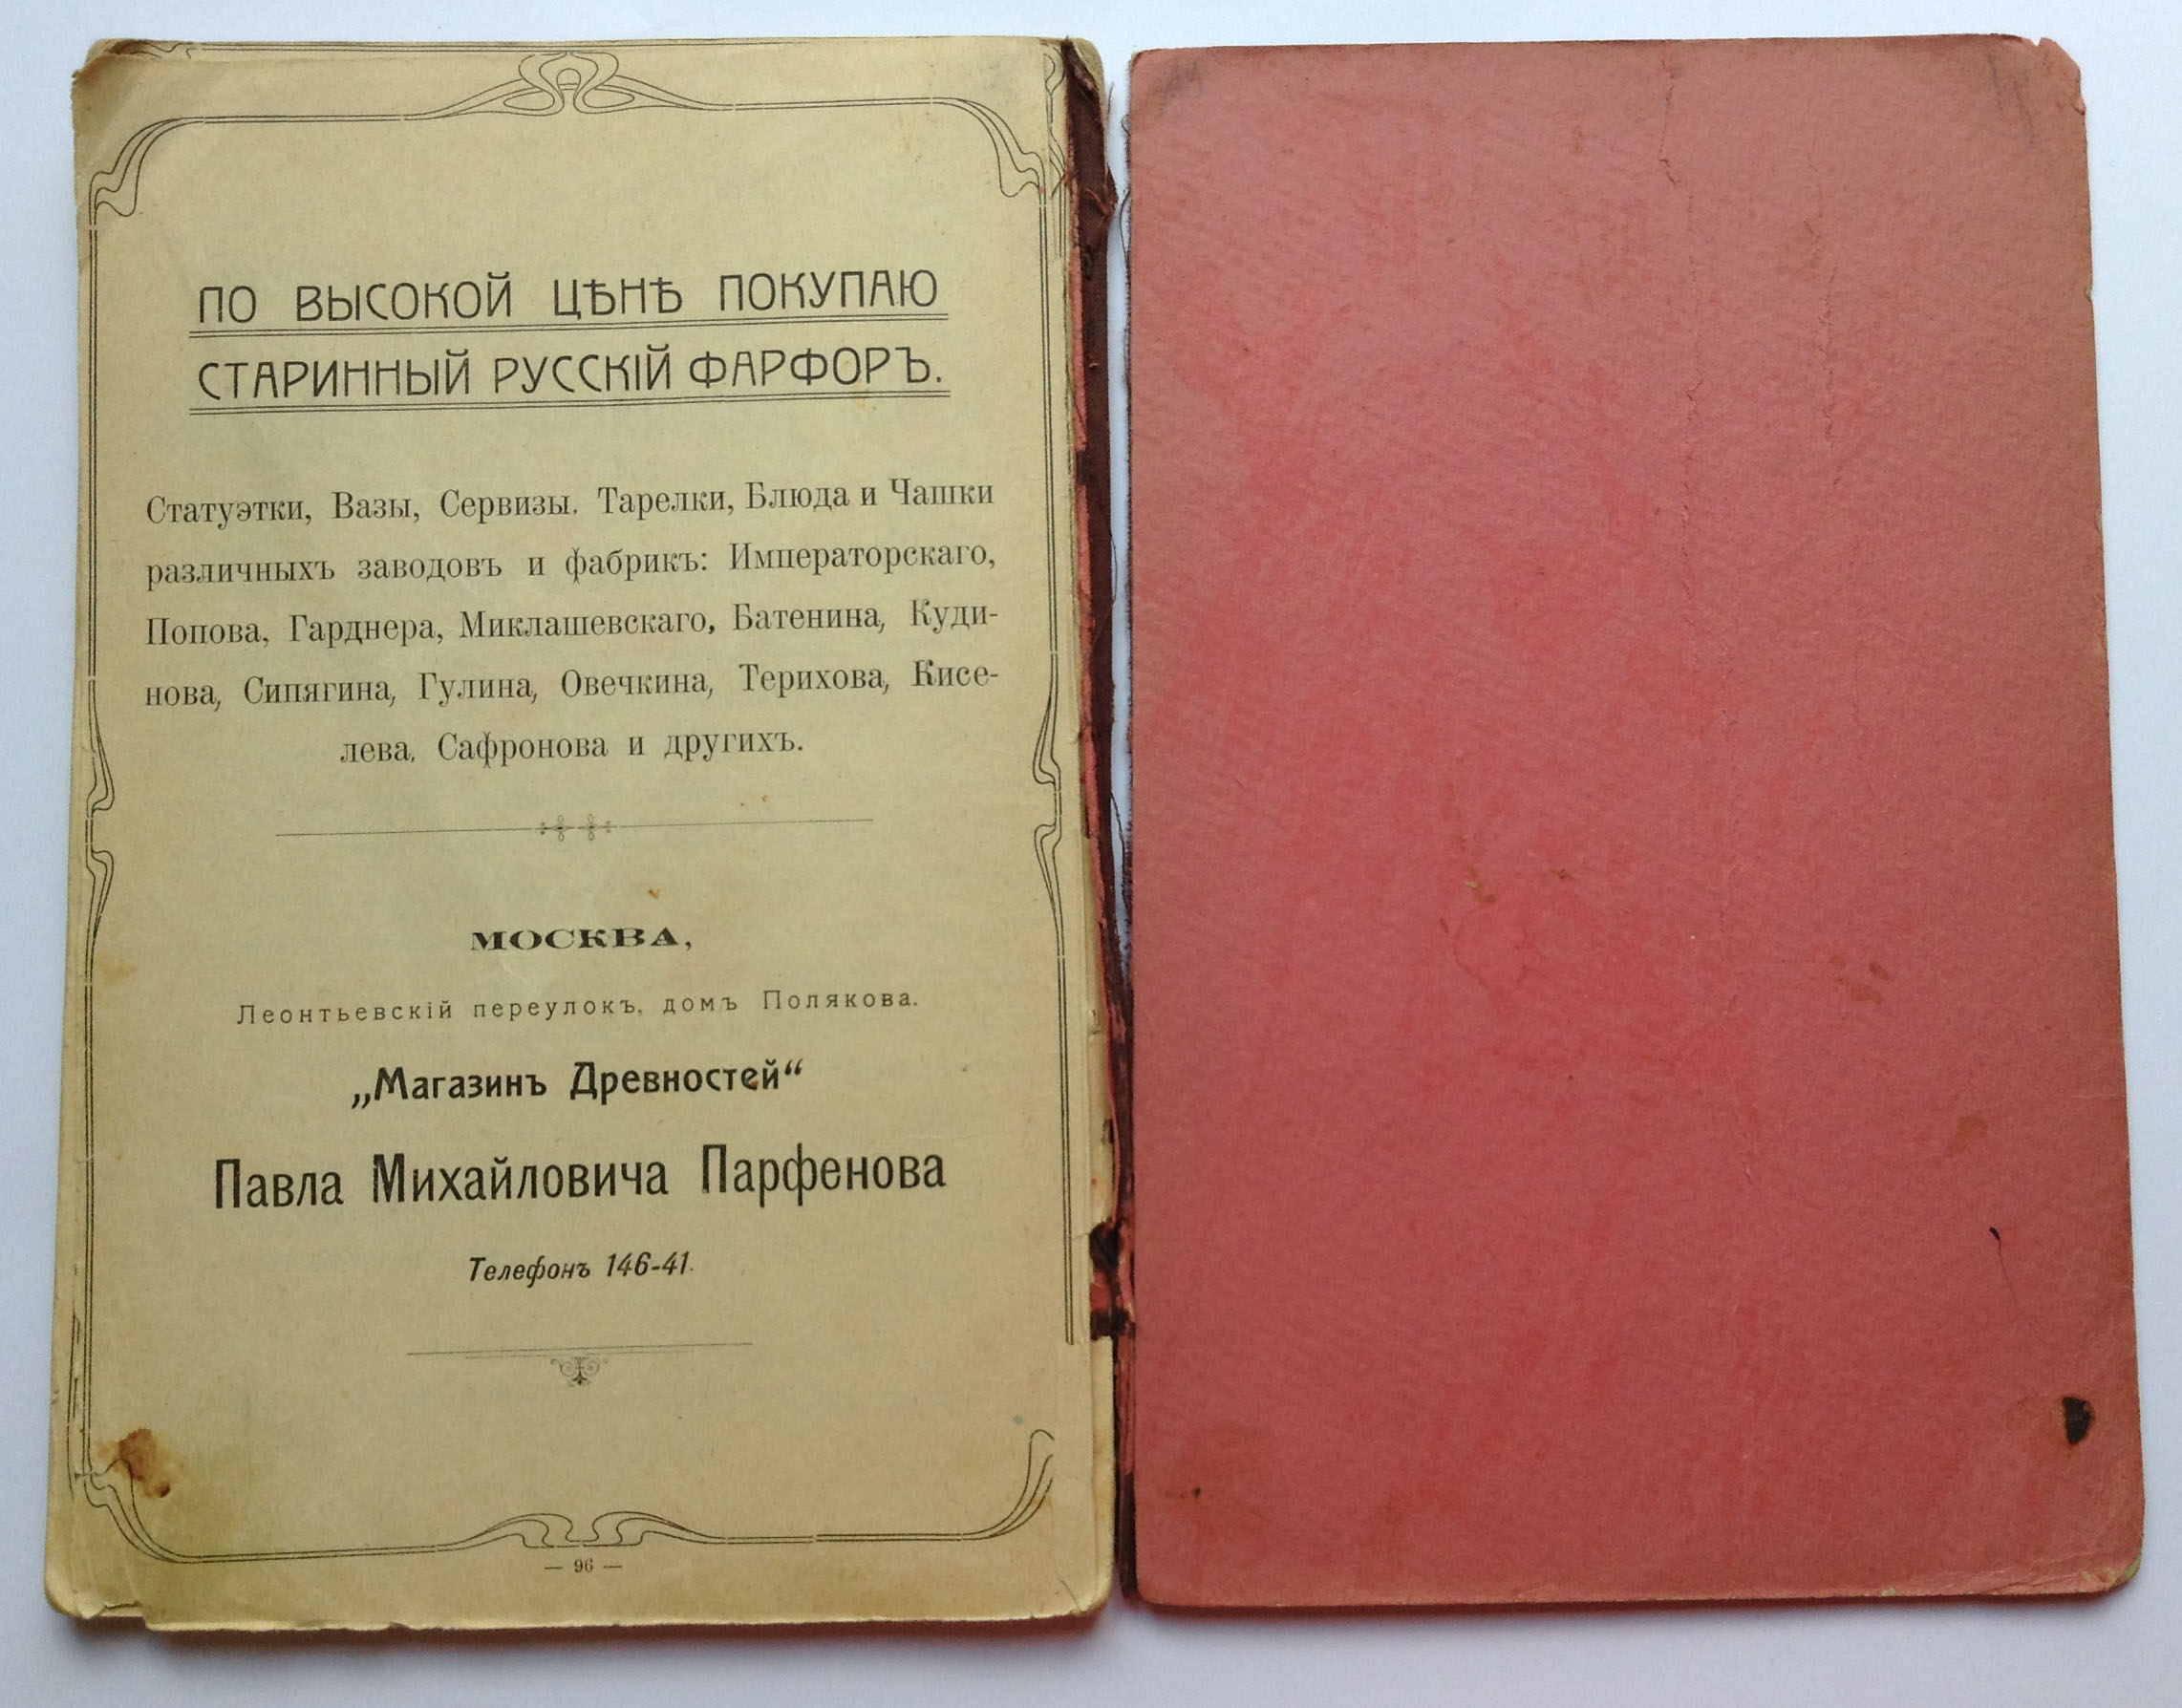 ПО ВЫСОКОЙ ЦѢНѢ ПОКУПАЮ
СТАРИННЫЙ РУССКІЙ ФАРФОРЪ.
Статуэтки, Вазы, Сервизы. Тарелки, Блюда и Чашки
различныхъ заводовъ и фабрикъ: Императорскаго,
Попова, Гарднера, Миклашевскаго, Батенина, Куди-
нова, Сипягина, Гулина, Овечкина, Терихова, Кисе-
лева, Сафронова и другихъ.
МОСКВА,
Леонтьевскій переулокъ, домъ Полякова.
„Магазинъ Древностей“
Павла Михайловича Парфенова
Телефонъ 146-41.
— 96 —